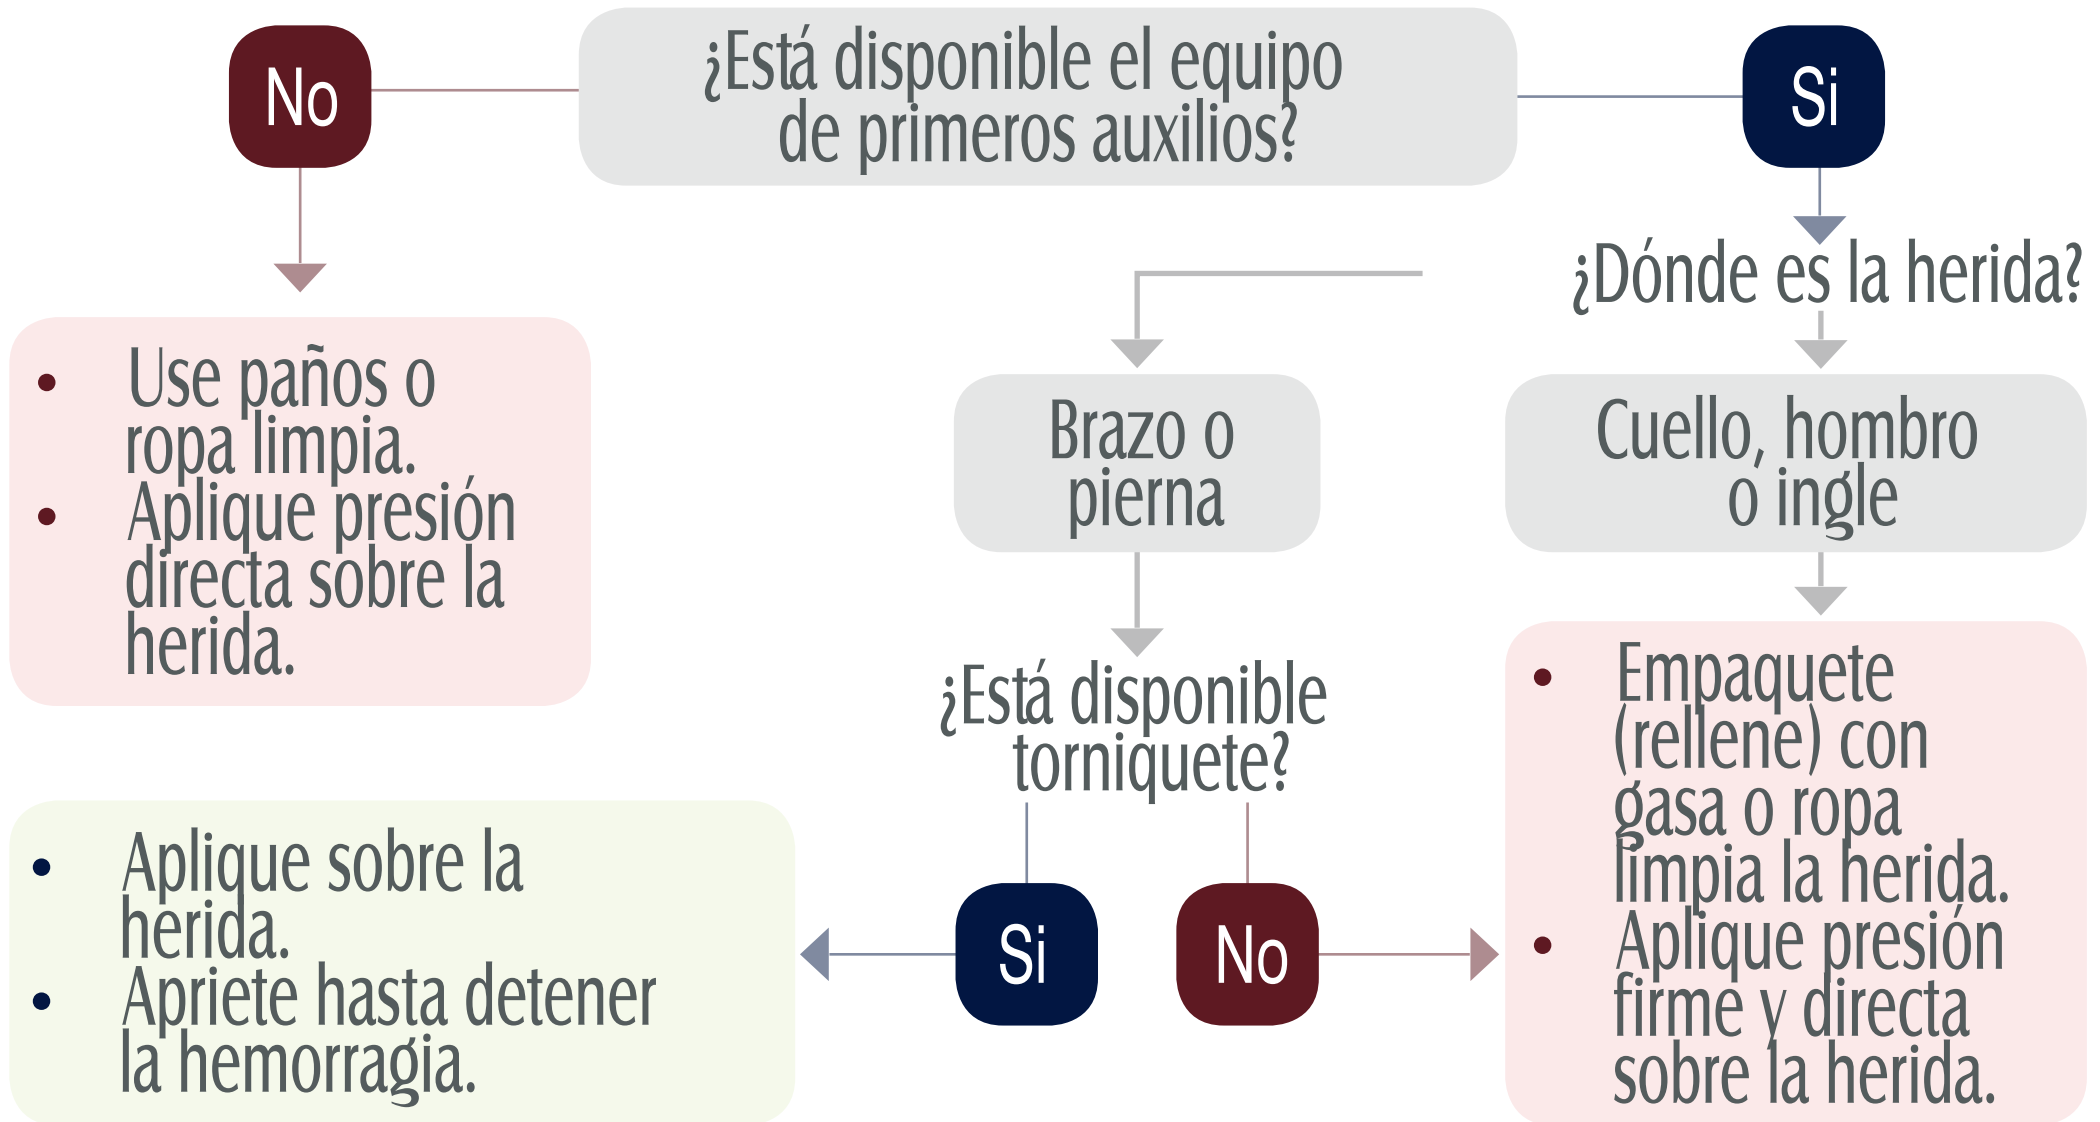 No
¿Está disponible el equipo
de primeros auxilios?
Si
¿Dónde es la herida?
• Use paños o
ropa limpia.
• Aplique presión
directa sobre la
herida.
Brazo o
pierna
Cuello, hombro
o ingle
¿Está disponible
torniquete?
Si
No
• Aplique sobre la
herida.
• Apriete hasta detener
la hemorragia.
• Empaquete
(rellene) con
gasa o ropa
limpia la herida.
• Aplique presión
firme y directa
sobre la herida.